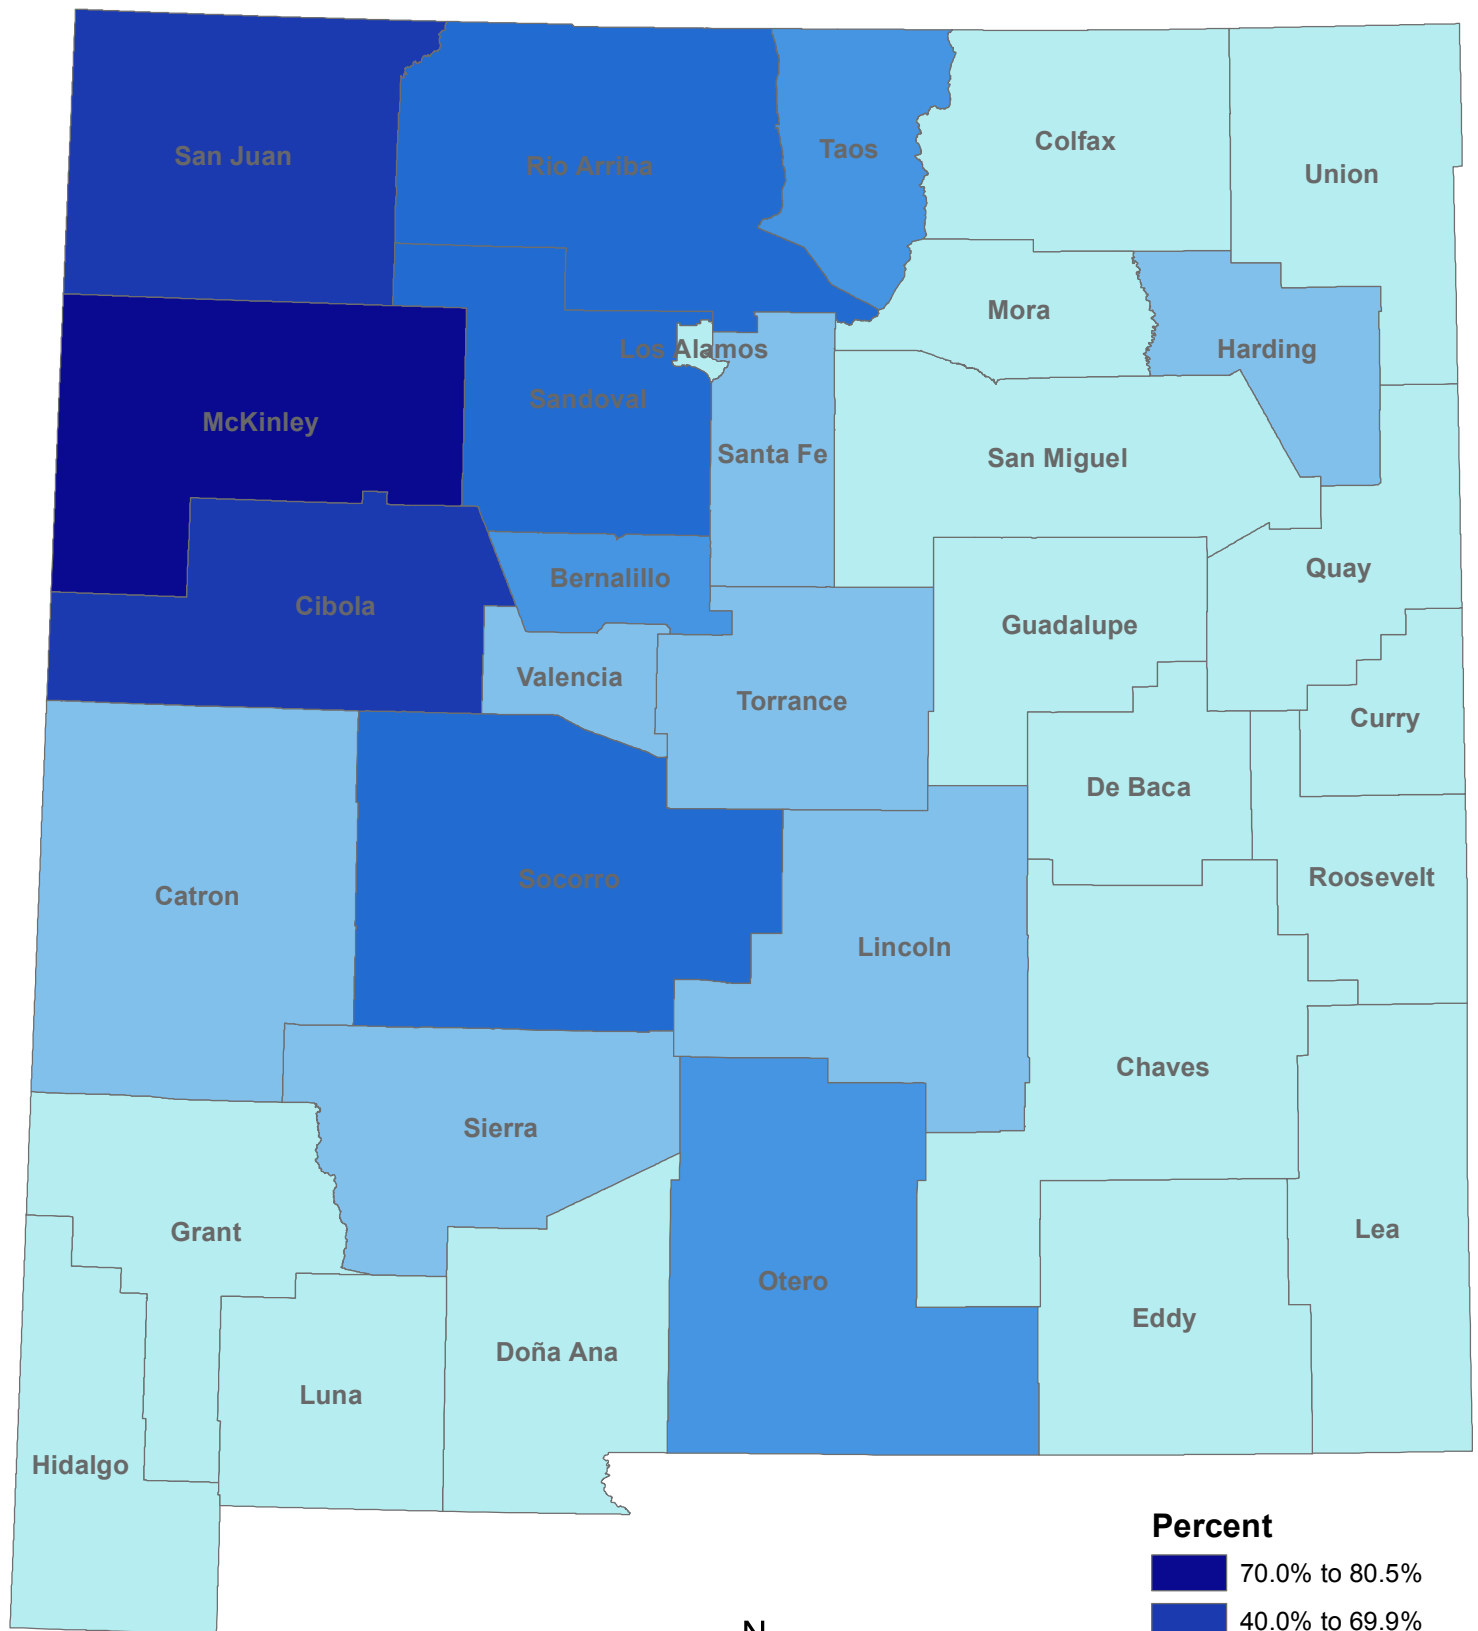 San Juan
Rio Arriba
Taos
Colfax
Union
Mora
Harding
Los Alamos
Sandoval
McKinley
Santa Fe
San Miguel
Quay
Bernalillo
Cibola
Guadalupe
Valencia
Torrance
Curry
De Baca
Socorro
Roosevelt
Catron
Lincoln
Chaves
Sierra
Grant
Lea
Otero
Eddy
Doña Ana
Luna
Hidalgo
Percent
70.0% to 80.5%
40.0% to 69.9%
N